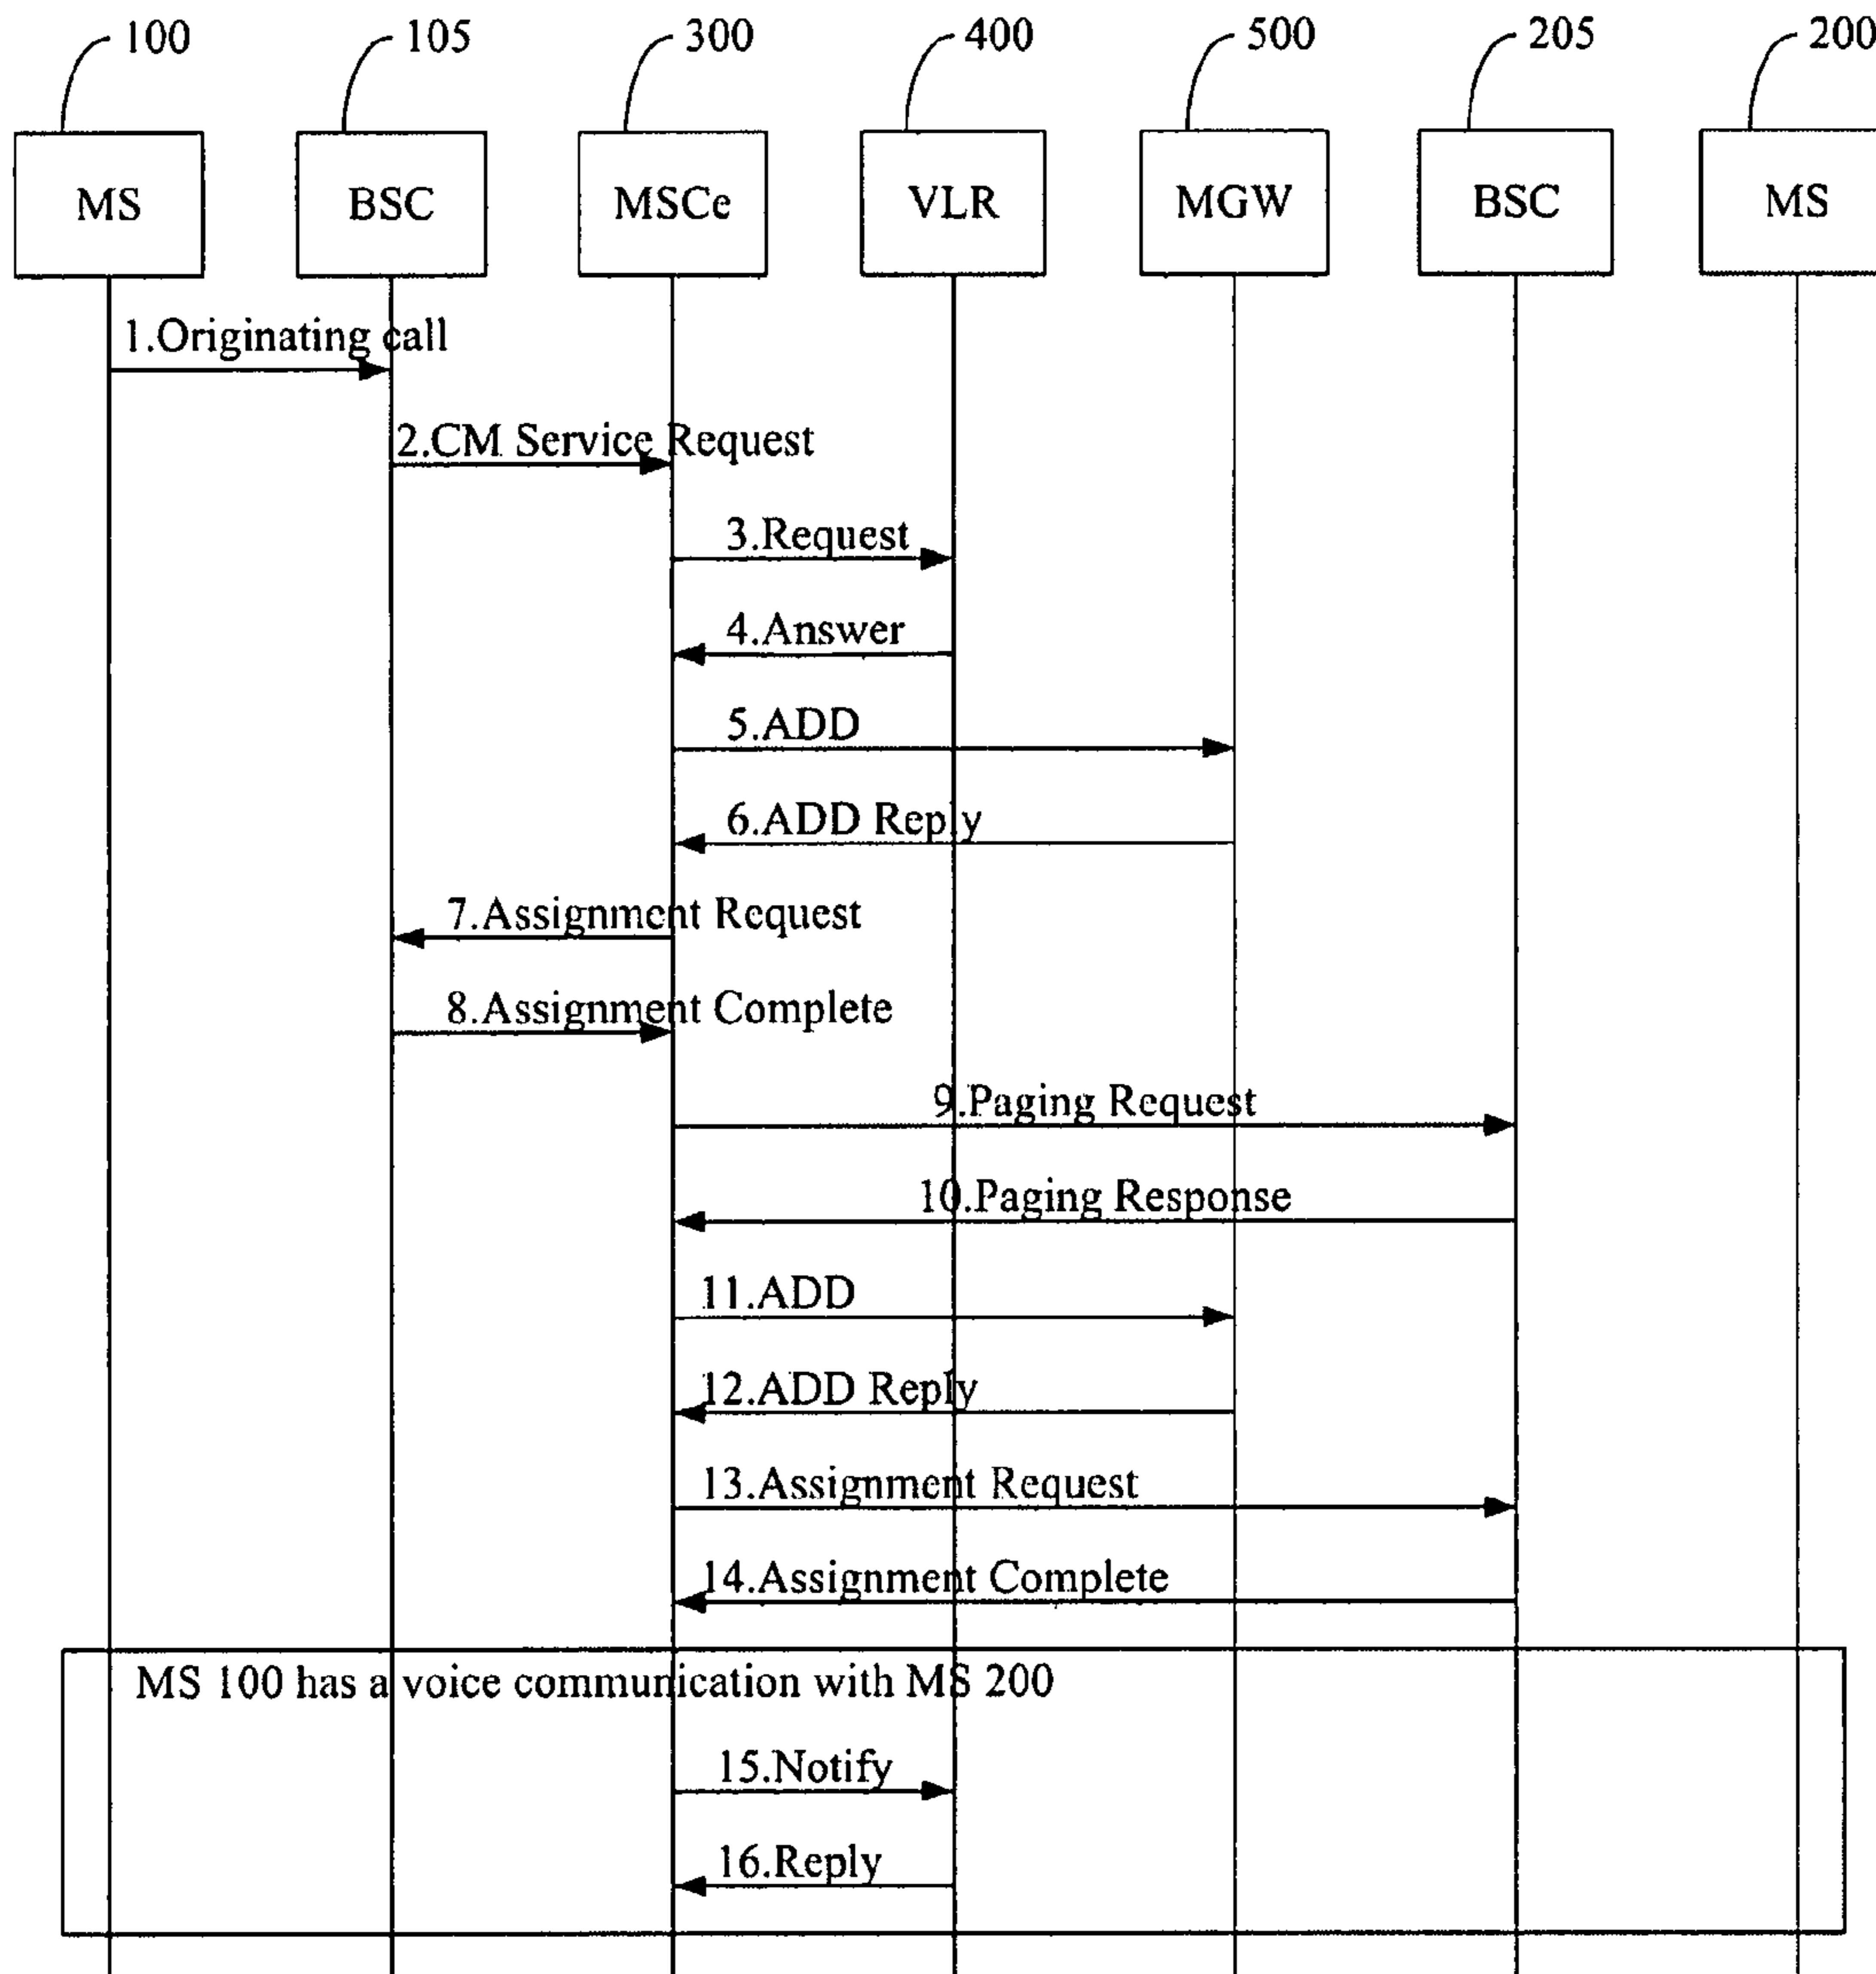 100 105 300 400 500 205 200
MS BSC MSCe VLR MGW BSC MS
1.Originating call
2.CM Service Request
3.Request
4.Answer
5.ADD
6.ADD Reply
7.Assignment Request
8.Assignment Complete
9.Paging Request
10.Paging Response
11.ADD
12.ADD Reply
13.Assignment Request
14.Assignment Complete
MS 100 has a voice communication with MS 200
15.Notify
16.Reply